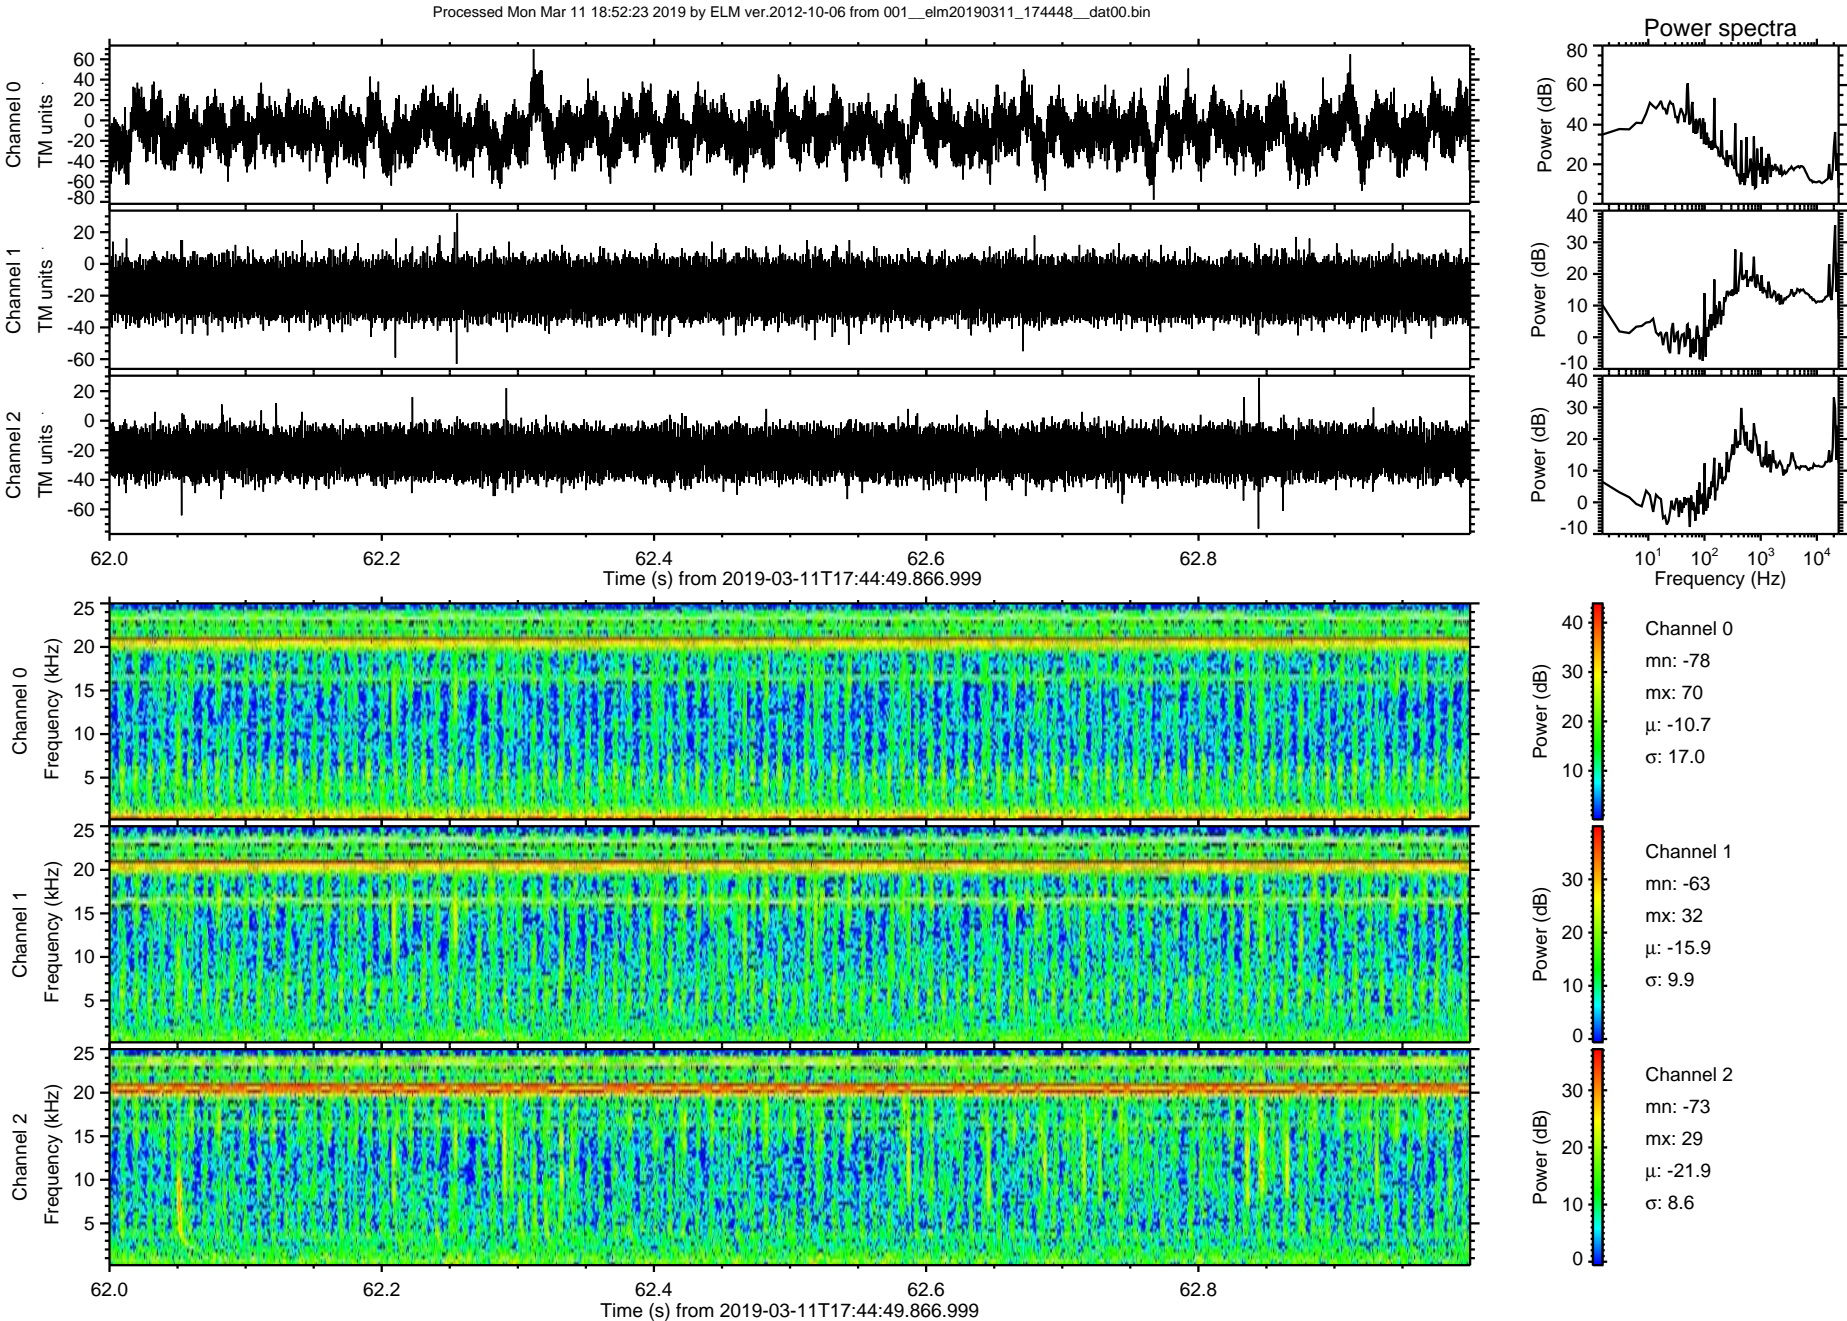 Processed Mon Mar 11 18:52:23 2019 by ELM ver.2012-10-06 from 001__elm20190311_174448__dat00.bin
Power spectra
Channel 0
TM units
60
40
20
0
-20
-40
-60
-80
Power (dB)
80
60
40
20
0
Channel 1
TM units
20
0
-20
-40
-60
Power (dB)
40
30
20
10
0
-10
Channel 2
TM units
20
0
-20
-40
-60
Power (dB)
40
30
20
10
0
-10
62.0 62.2 62.4 62.6 62.8
Time (s) from 2019-03-11T17:44:49.866.999
10¹ 10² 10³ 10⁴
Frequency (Hz)
Channel 0
Frequency (kHz)
25
20
15
10
5
Power (dB)
40
30
20
10
Channel 0
mn: -78
mx: 70
μ: -10.7
σ: 17.0
Channel 1
Frequency (kHz)
25
20
15
10
5
Power (dB)
30
20
10
0
Channel 1
mn: -63
mx: 32
μ: -15.9
σ: 9.9
Channel 2
Frequency (kHz)
25
20
15
10
5
Power (dB)
30
20
10
0
Channel 2
mn: -73
mx: 29
μ: -21.9
σ: 8.6
62.0 62.2 62.4 62.6 62.8
Time (s) from 2019-03-11T17:44:49.866.999